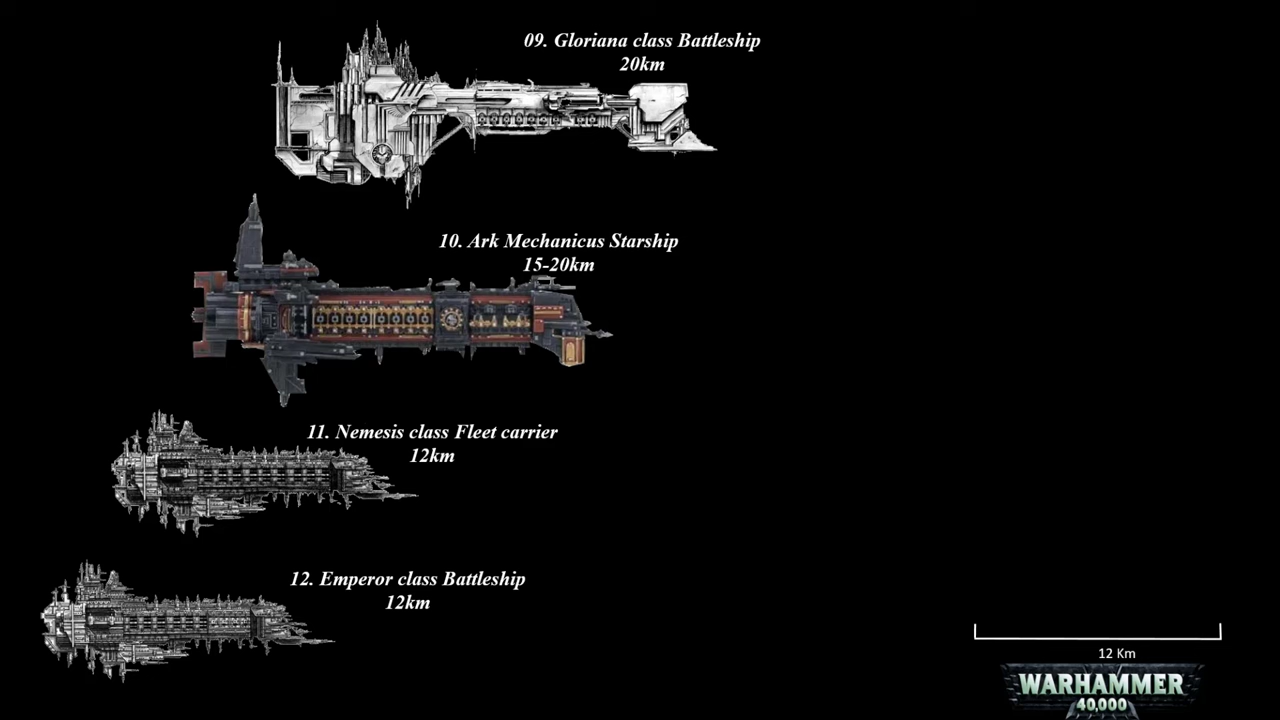 09. Gloriana class Battleship
20km
10. Ark Mechanicus Starship
15-20km
11. Nemesis class Fleet carrier
12km
12. Emperor class Battleship
12km
12 Km
WARHAMMER
40,000